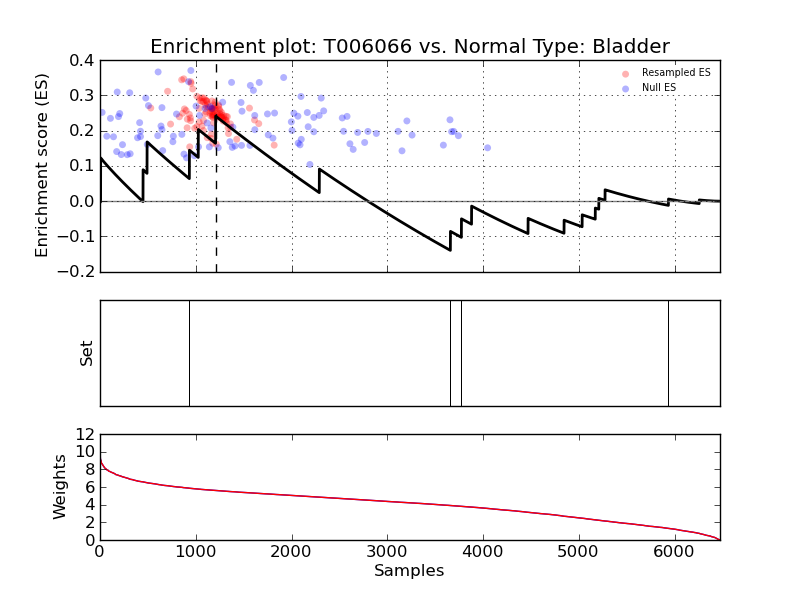 Enrichment plot: T006066 vs. Normal Type: Bladder
Resampled ES
Null ES
Enrichment score (ES)
0.4
0.3
0.2
0.1
0.0
−0.1
−0.2
Set
Weights
12
10
8
6
4
2
0
0 1000 2000 3000 4000 5000 6000
Samples